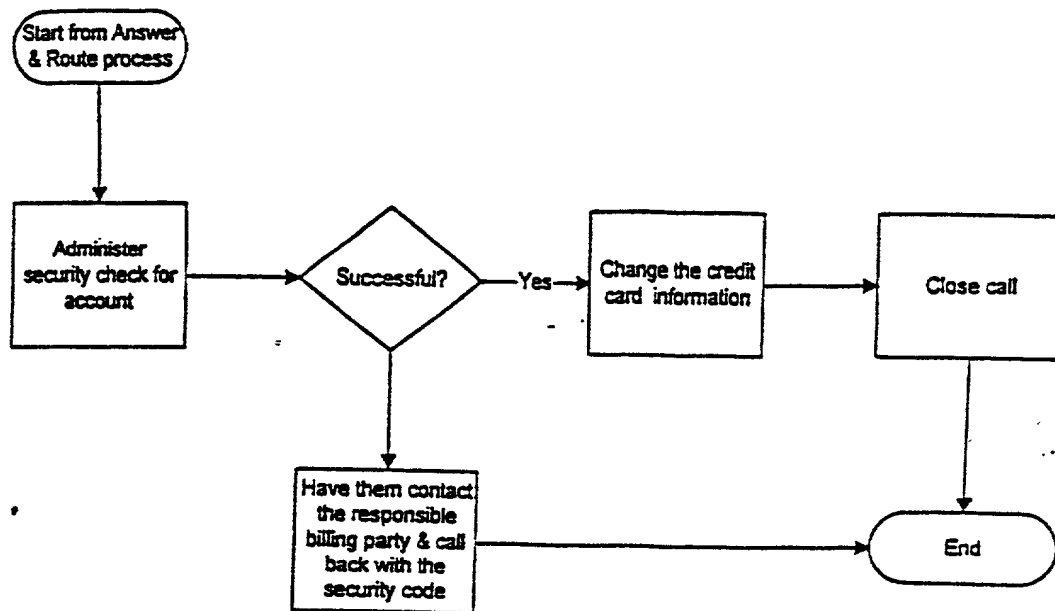 Start from Answer
& Route process
Administer
security check for
account
Successful?
Yes
Change the credit
card information
Close call
Have them contact
the responsible
billing party & call
back with the
security code
End